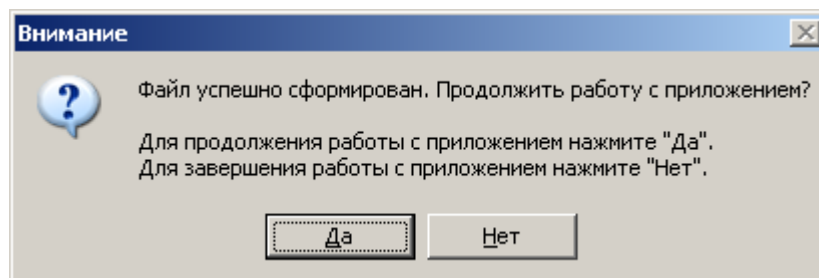 Внимание
Файл успешно сформирован. Продолжить работу с приложением?
Для продолжения работы с приложением нажмите "Да".
Для завершения работы с приложением нажмите "Нет".
Да
Нет